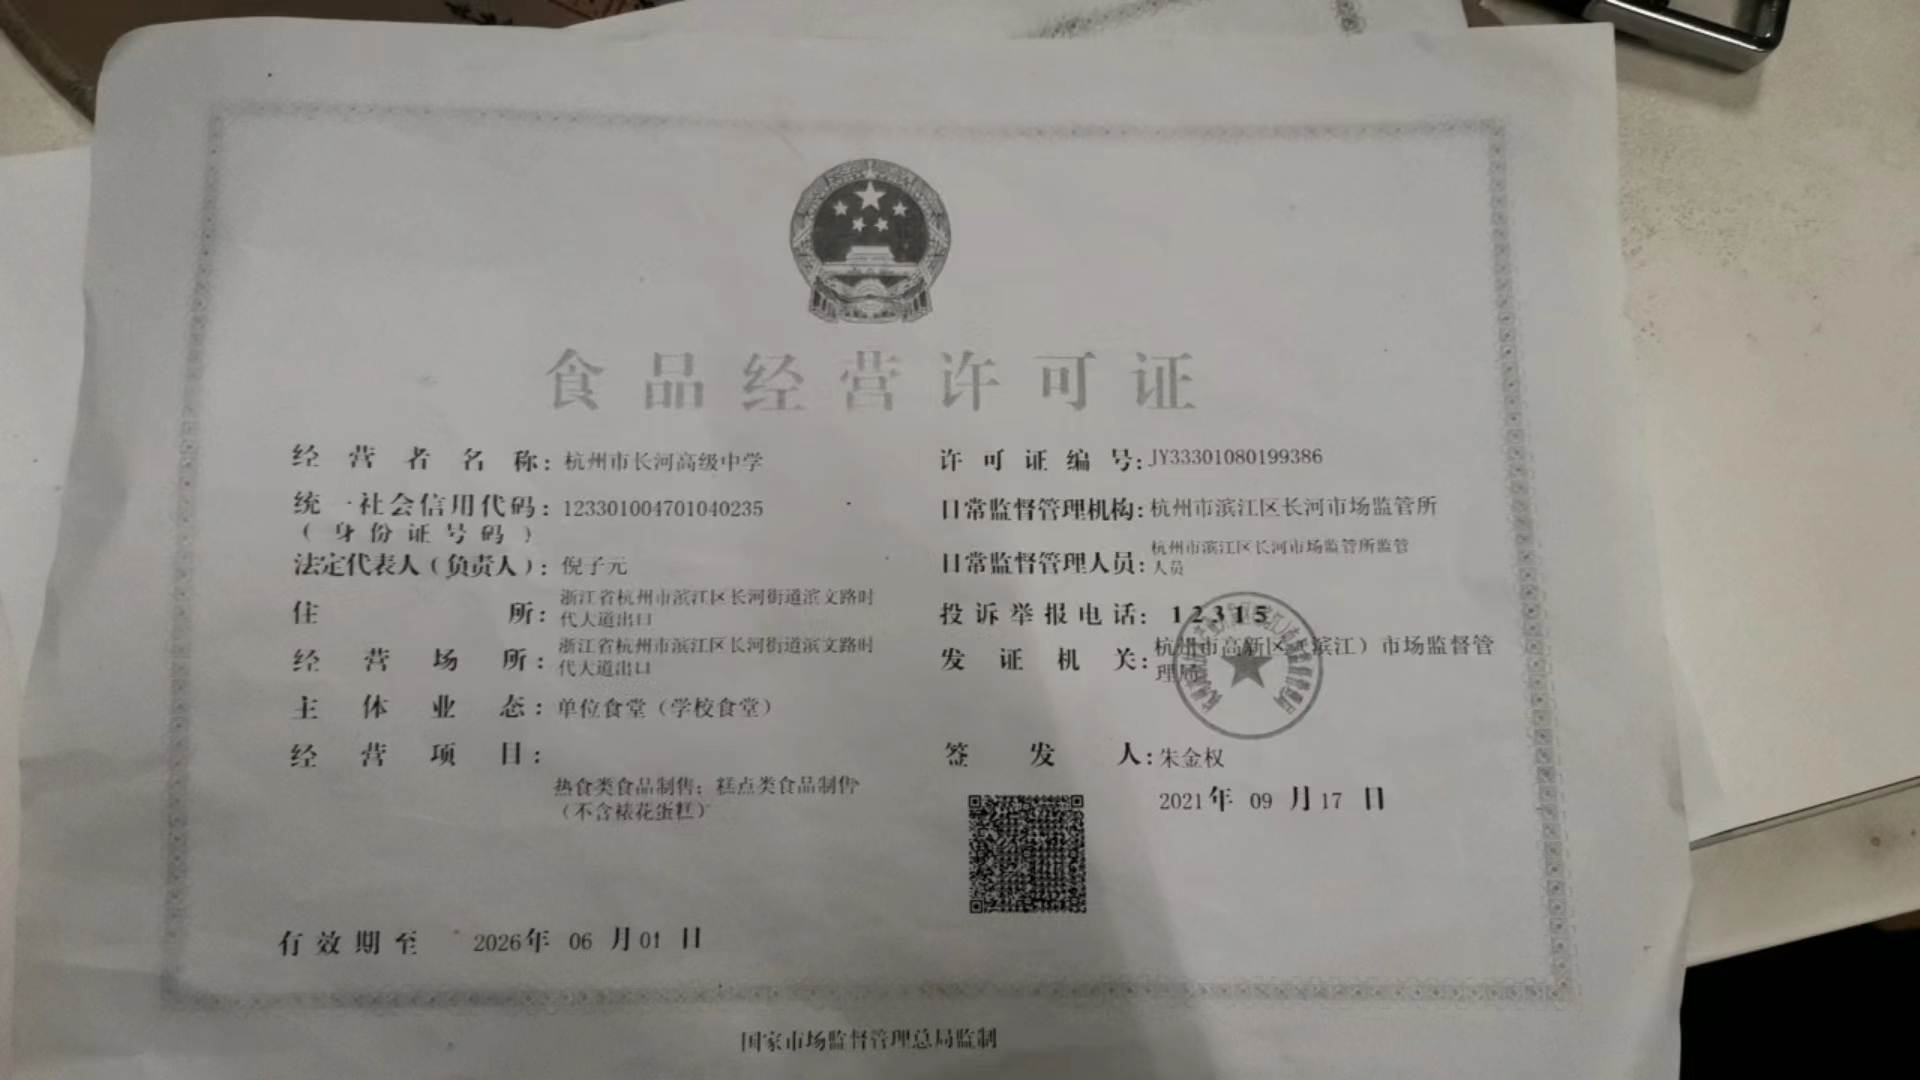 食品经营许可证
经营者名称：杭州市长河高级中学
统一社会信用代码：123301004701040235
（身份证号码）
法定代表人（负责人）：倪子元
住所：浙江省杭州市滨江区长河街道滨文路时
代大道出口
经营场所：浙江省杭州市滨江区长河街道滨文路时
代大道出口
主体业态：单位食堂（学校食堂）
经营项目：
热食类食品制售；糕点类食品制售
（不含裱花蛋糕）
有效期至 2026年 06 月01 日
许可证编号：JY33301080199386
日常监督管理机构：杭州市滨江区长河市场监管所
日常监督管理人员：杭州市滨江区长河市场监管所监管
人员
投诉举报电话：12315
发证机关：杭州市高新区（滨江）市场监督管
理局
签发人：朱金权
2021年 09 月17 日
国家市场监督管理总局监制